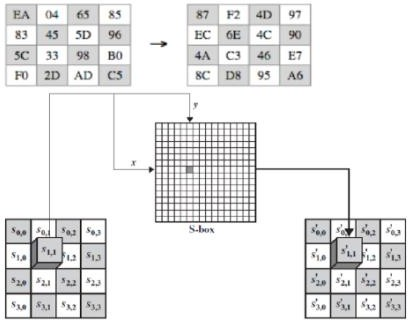 EA 04 65 85 87 F2 4D 97
83 45 5D 96 → EC 6E 4C 90
5C 33 98 B0 4A C3 46 E7
F0 2D AD C5 8C D8 95 A6
y
x
S-box
s0,0 s0,1 s0,2 s0,3 s'0,0 s'0,2 s'0,3
s1,0 s1,1 s1,2 s1,3 s'1,0 s'1,1 s'1,2 s'1,3
s2,0 s2,1 s2,2 s2,3 s'2,0 s'2,1 s'2,2 s'2,3
s3,0 s3,1 s3,2 s3,3 s'3,0 s'3,1 s'3,2 s'3,3